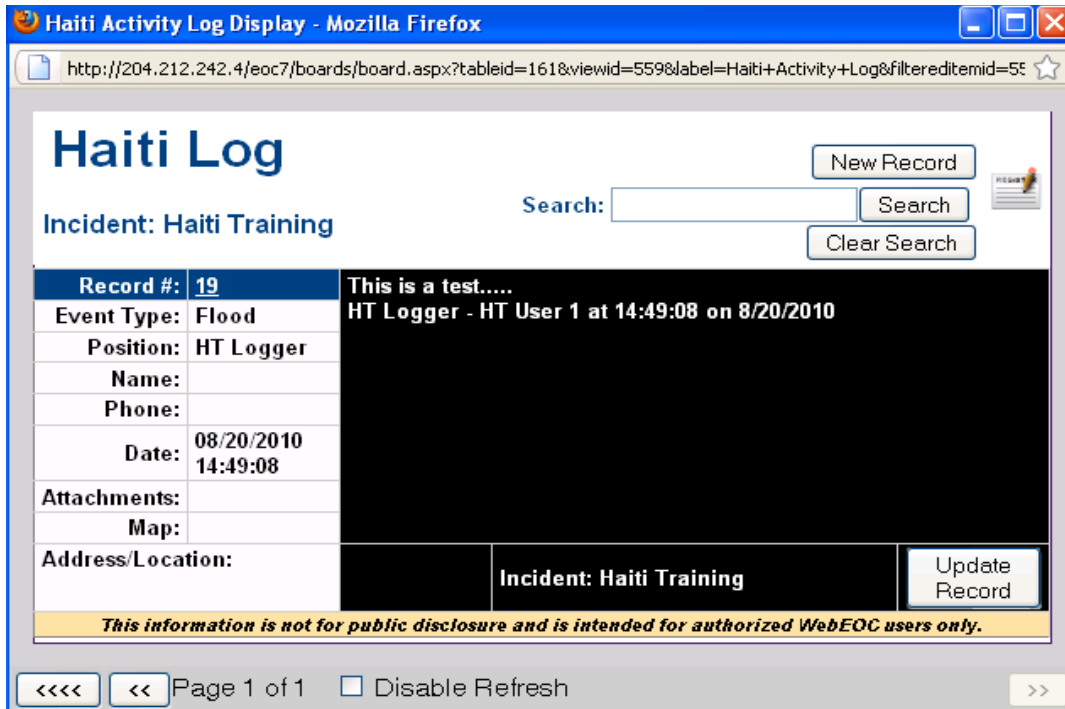 Haiti Activity Log Display - Mozilla Firefox
http://204.212.242.4/eoc7/boards/board.aspx?tableid=161&viewid=559&label=Haiti+Activity+Log&filtereditemid=55
Haiti Log
New Record
Search:
Search
Incident: Haiti Training
Clear Search
Record #: 19
Event Type: Flood
Position: HT Logger
Name:
Phone:
Date: 08/20/2010
14:49:08
Attachments:
Map:
Address/Location:
This is a test.....
HT Logger - HT User 1 at 14:49:08 on 8/20/2010
Incident: Haiti Training
Update
Record
This information is not for public disclosure and is intended for authorized WebEOC users only.
<<<< << Page 1 of 1 Disable Refresh >>